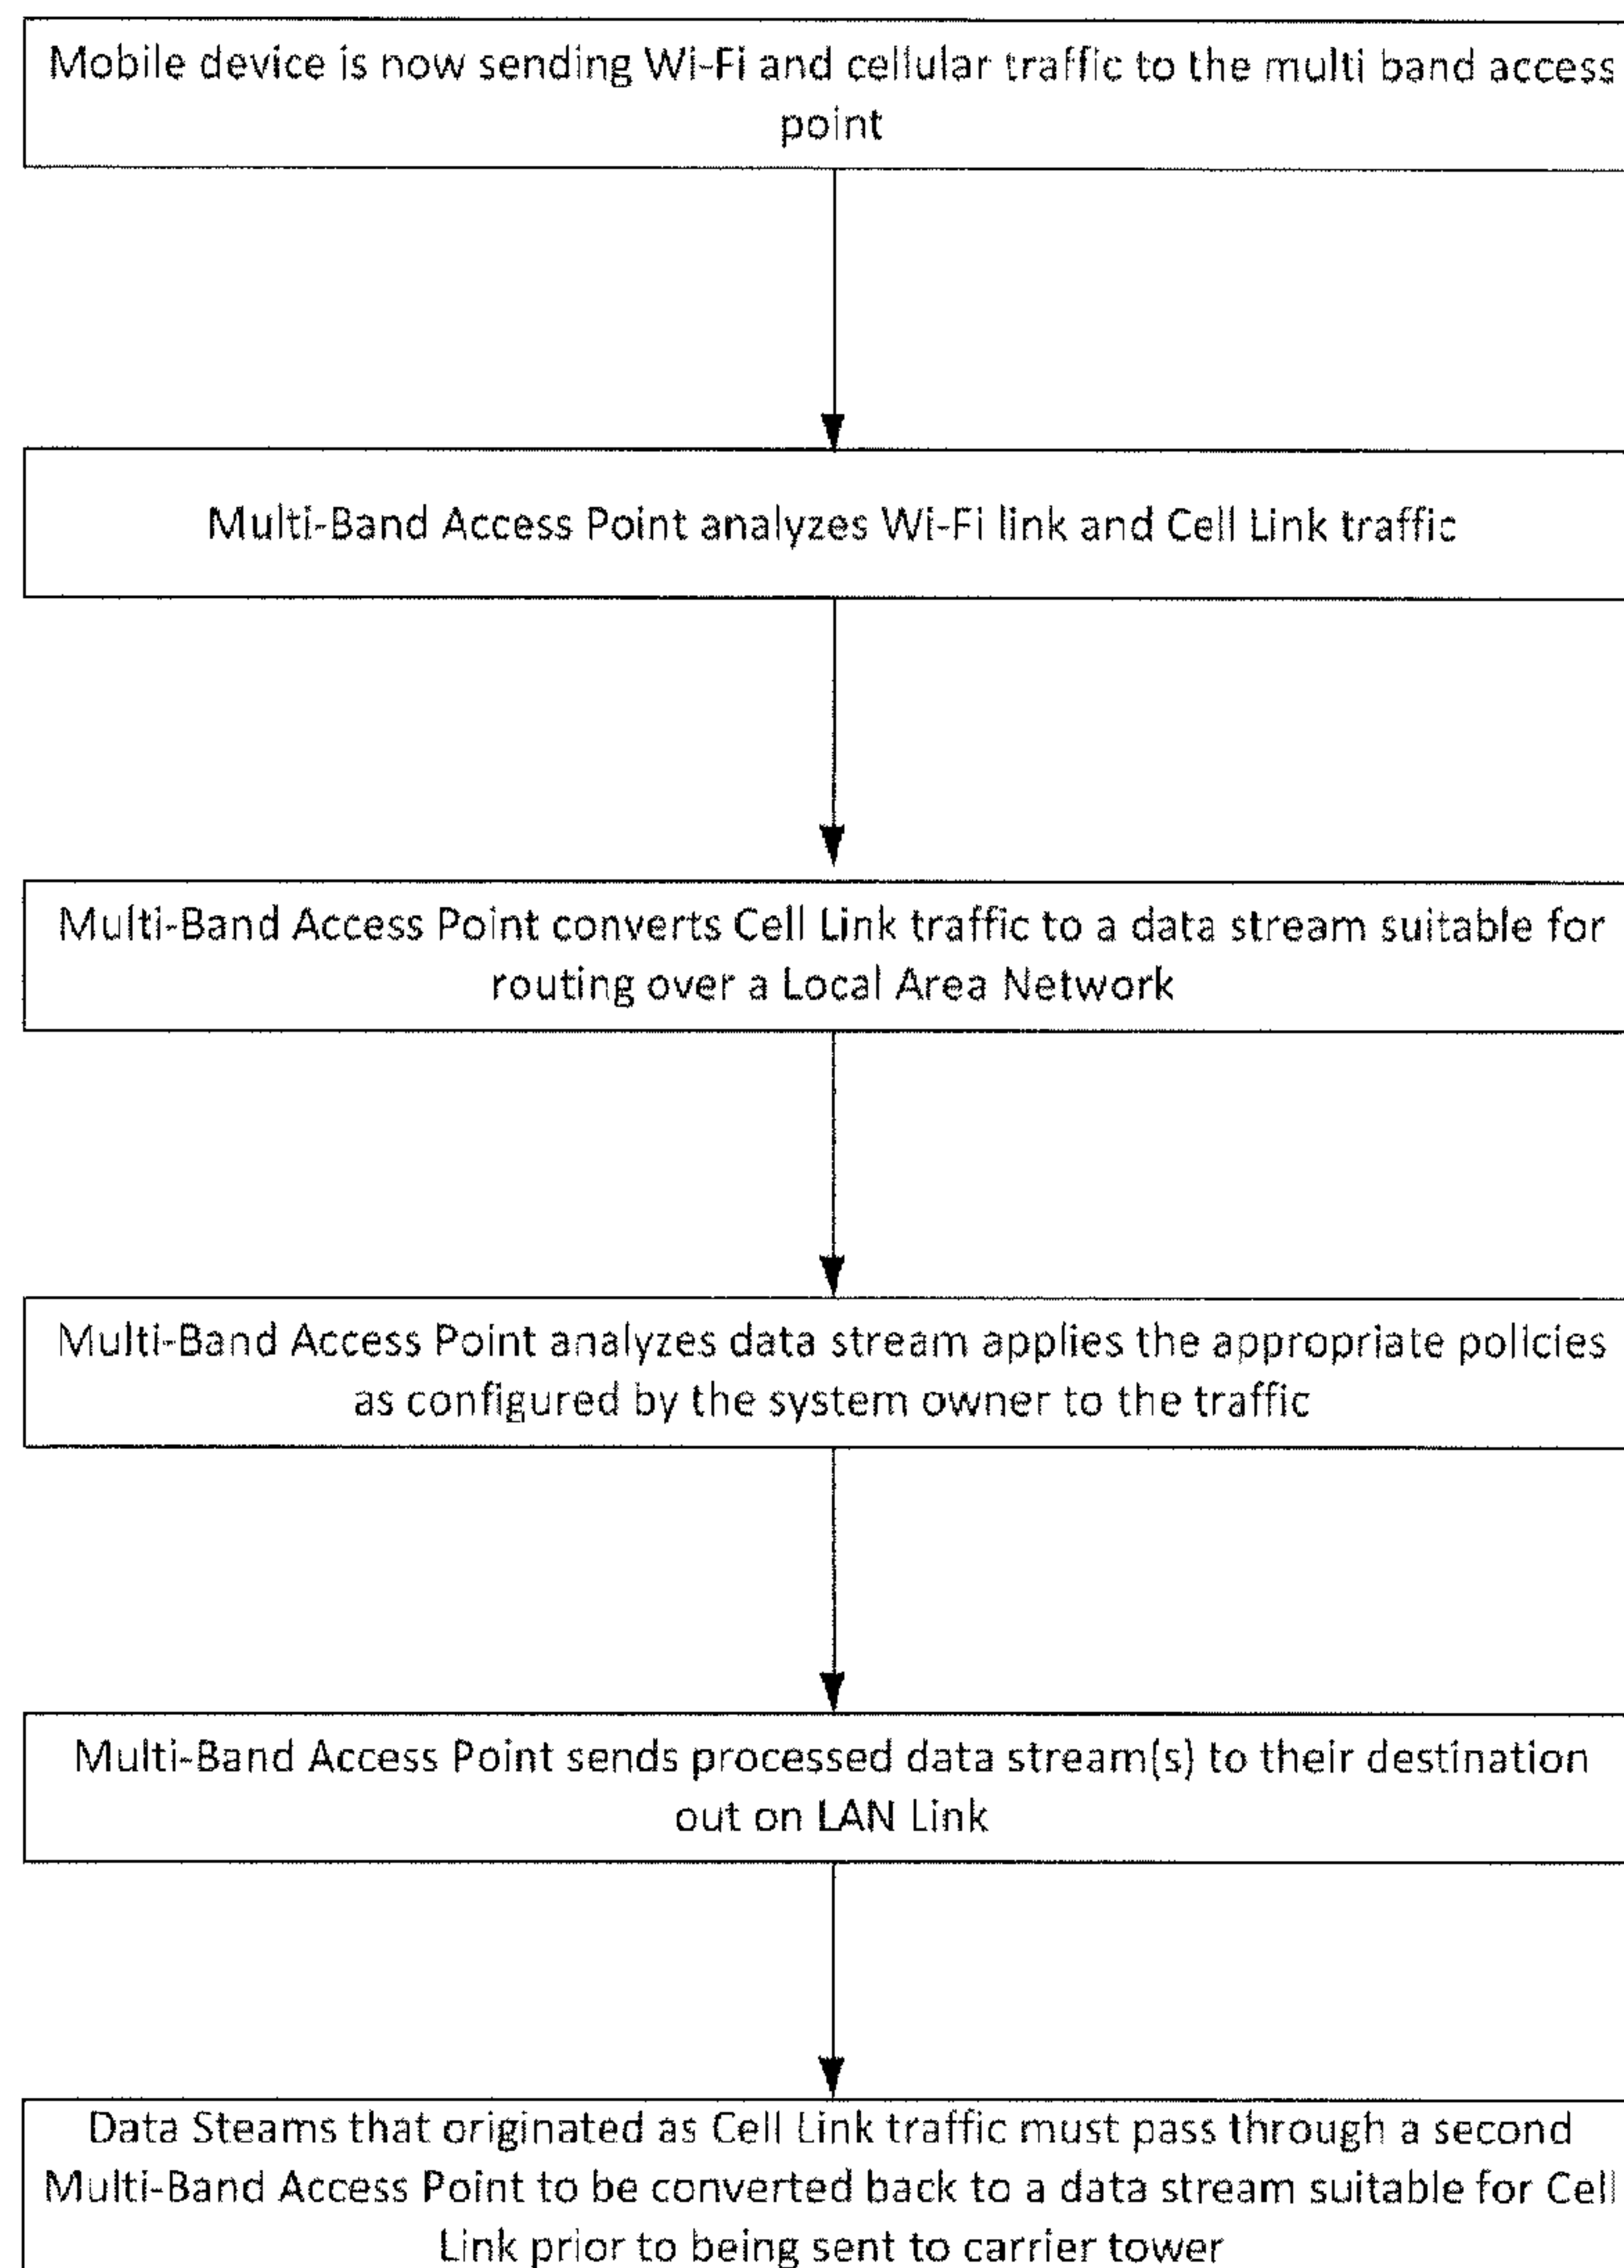 Mobile device is now sending Wi-Fi and cellular traffic to the multi band access
point
Multi-Band Access Point analyzes Wi-Fi link and Cell Link traffic
Multi-Band Access Point converts Cell Link traffic to a data stream suitable for
routing over a Local Area Network
Multi-Band Access Point analyzes data stream applies the appropriate policies
as configured by the system owner to the traffic
Multi-Band Access Point sends processed data stream(s) to their destination
out on LAN Link
Data Steams that originated as Cell Link traffic must pass through a second
Multi-Band Access Point to be converted back to a data stream suitable for Cell
Link prior to being sent to carrier tower